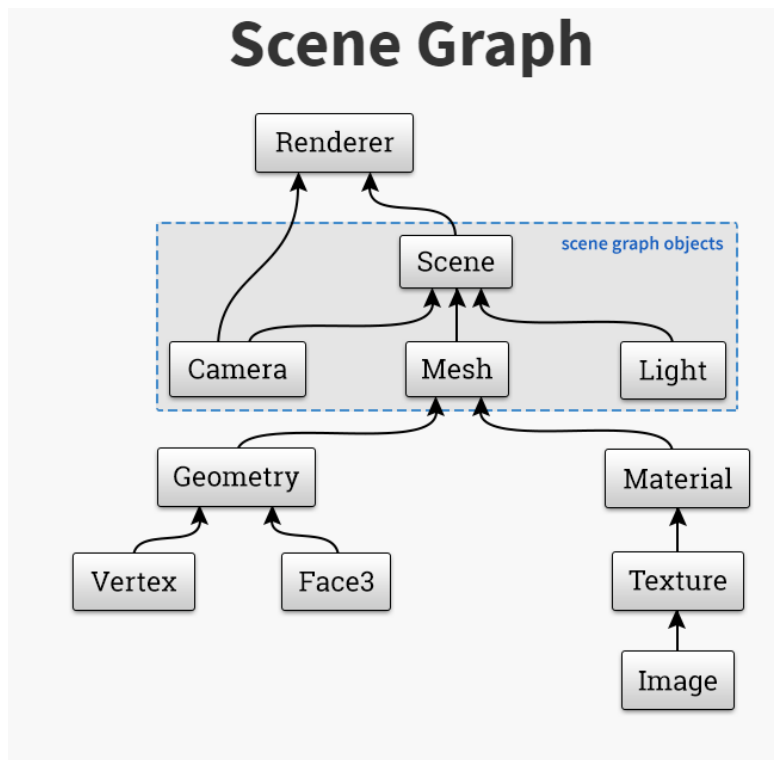 Scene Graph
Renderer
scene graph objects
Scene
Camera
Mesh
Light
Geometry
Material
Vertex
Face3
Texture
Image